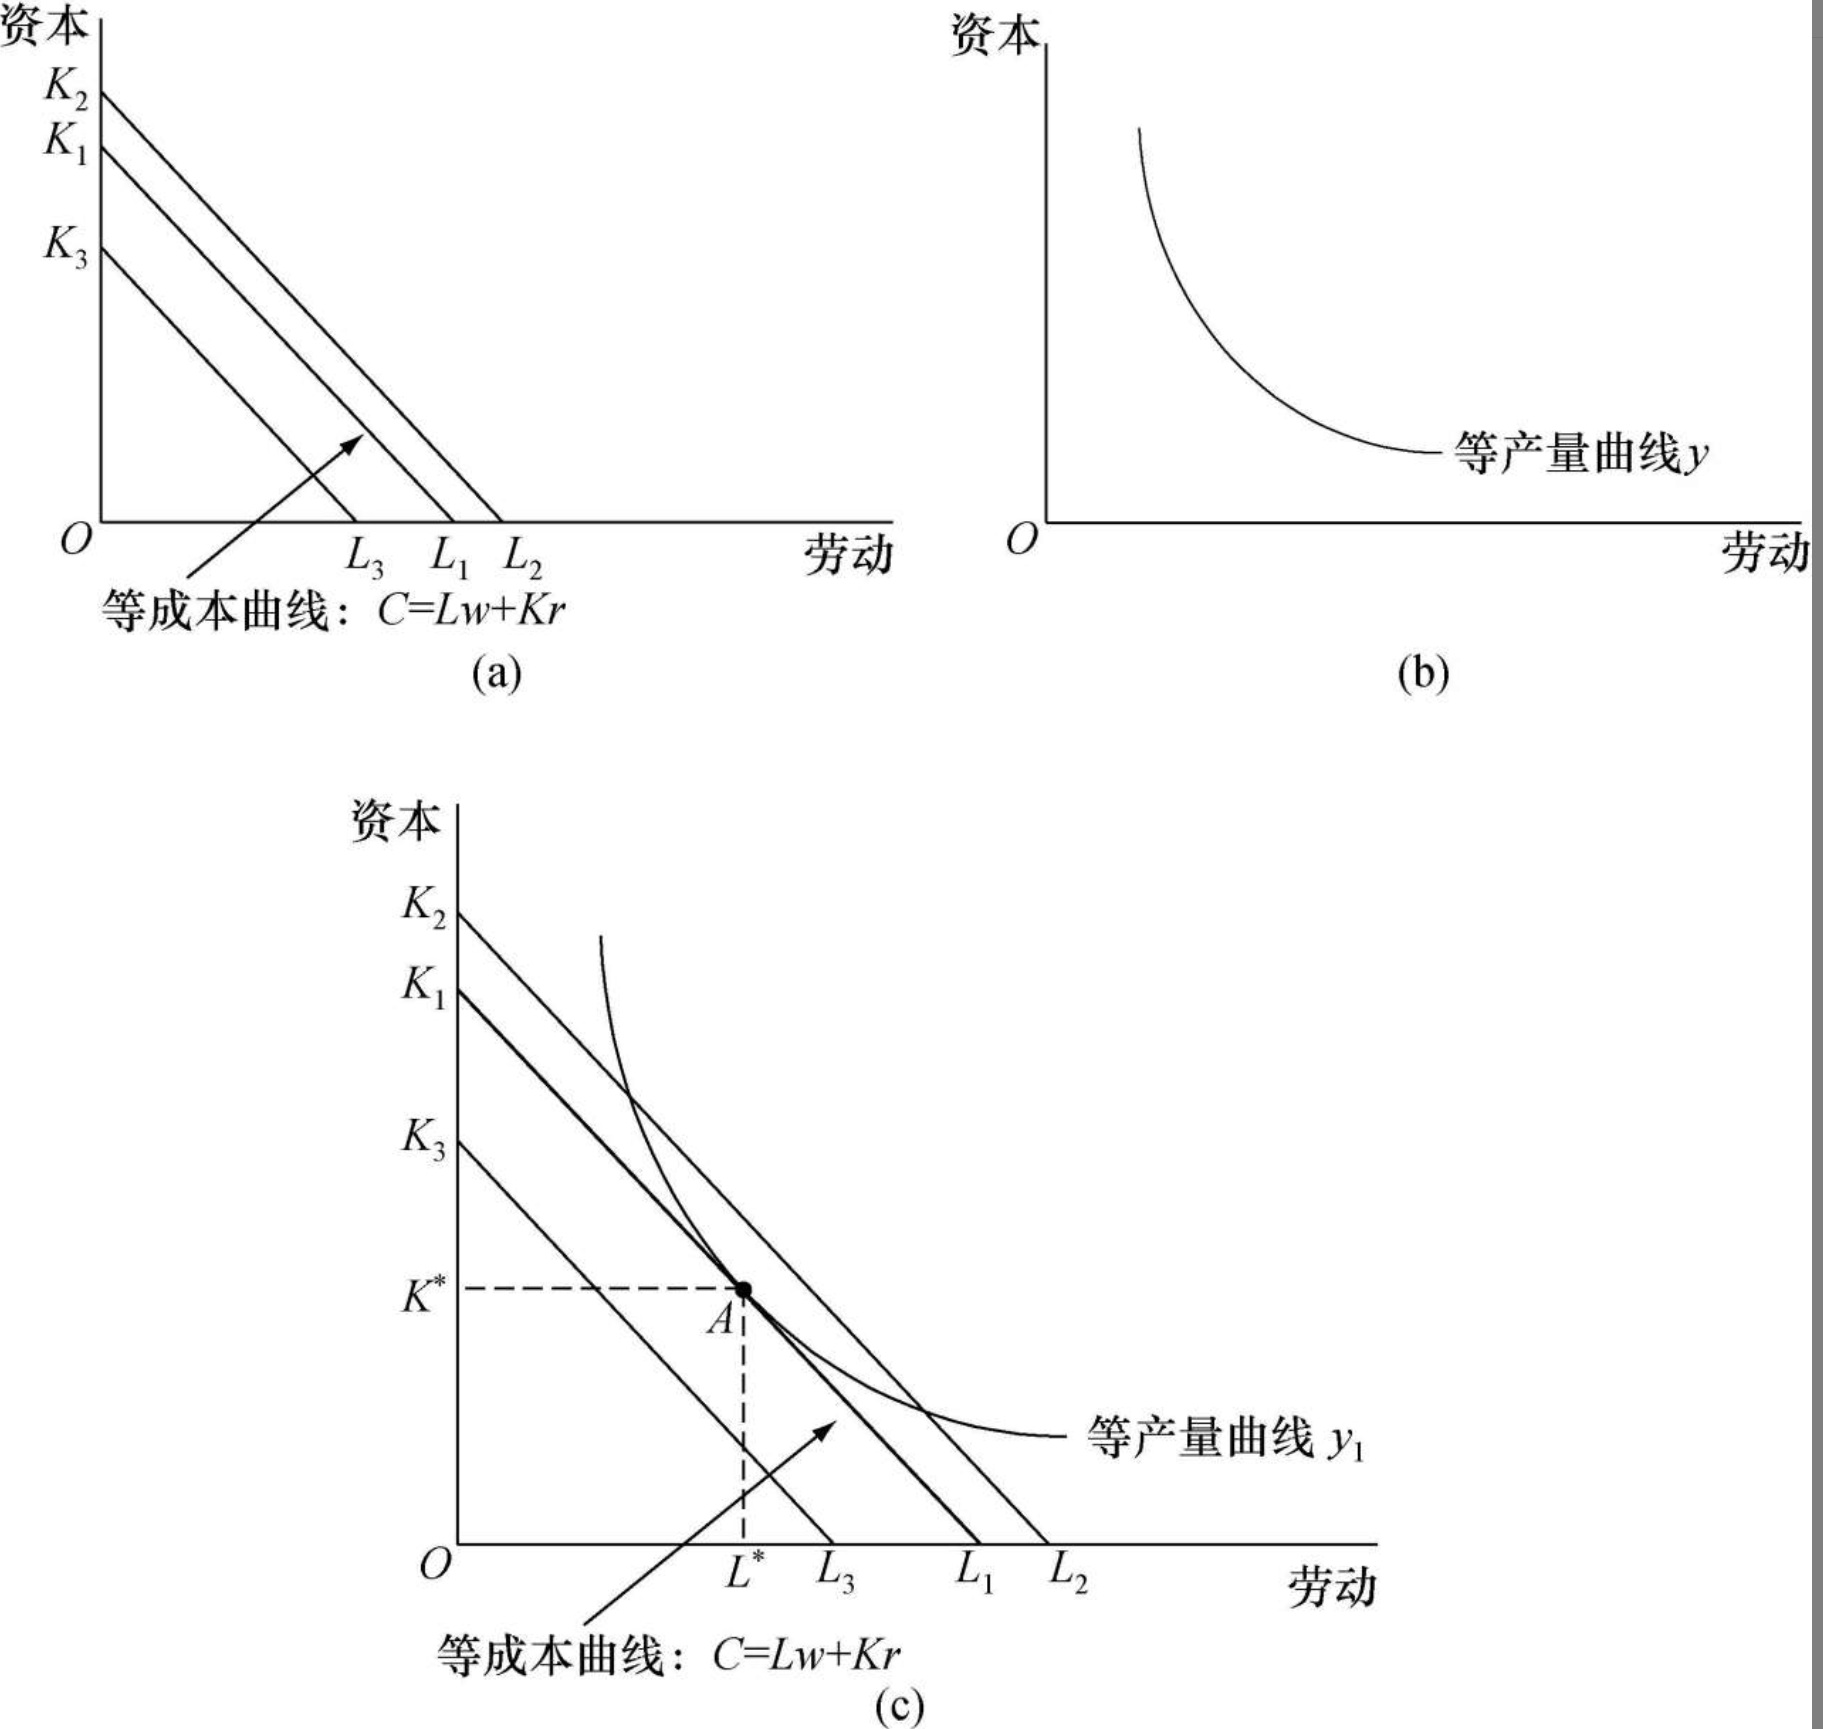 资本
K₂
K₁
K₃
O
L₃ L₁ L₂ 劳动
等成本曲线：C=Lw+Kr
(a)
资本
等产量曲线y
O
劳动
(b)
资本
K₂
K₁
K₃
K*
A
等产量曲线 y₁
O
L* L₃ L₁ L₂ 劳动
等成本曲线：C=Lw+Kr
(c)